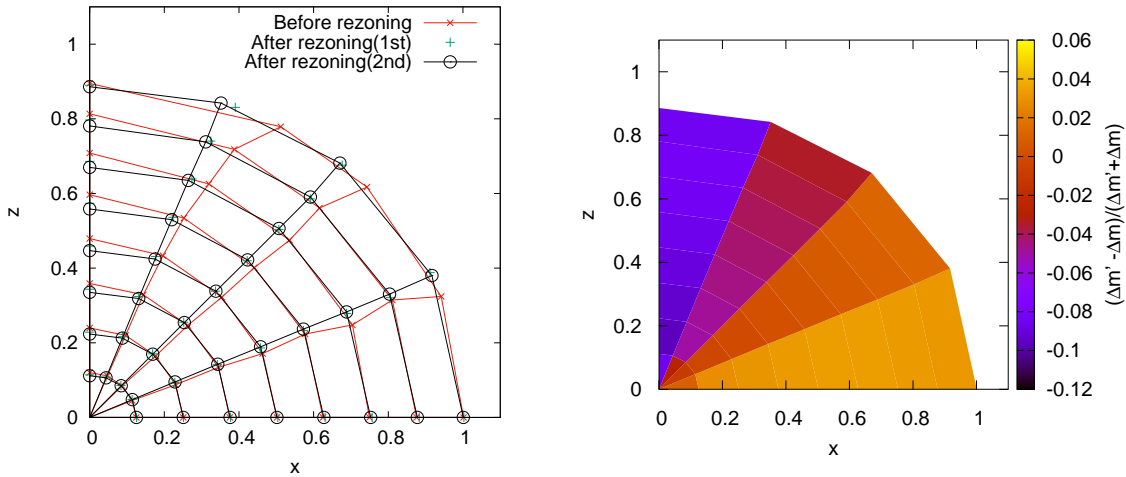 Before rezoning
After rezoning(1st)
After rezoning(2nd)
1
0.8
0.6
0.4
0.2
0
z
0 0.2 0.4 0.6 0.8 1
x
1
0.8
0.6
0.4
0.2
0
z
0 0.2 0.4 0.6 0.8 1
x
0.06
0.04
0.02
0
-0.02
-0.04
-0.06
-0.08
-0.1
-0.12
(Δm' -Δm)/(Δm'+Δm)